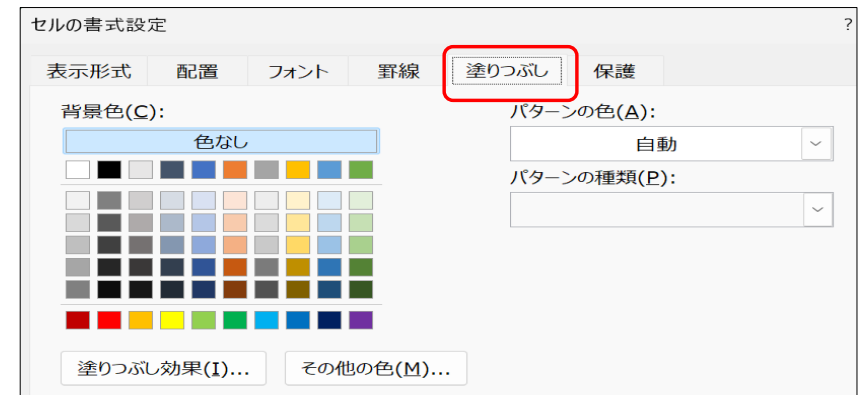 セルの書式設定 ?
表示形式 配置 フォント 罫線 塗りつぶし 保護
背景色(C):
色なし
パターンの色(A):
自動
パターンの種類(P):
塗りつぶし効果(I)... その他の色(M)...